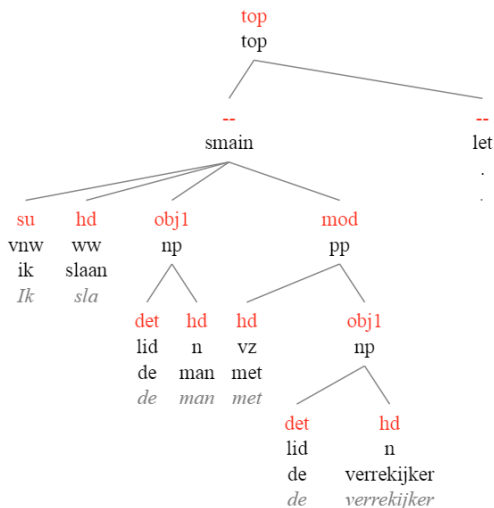 top
top
-- --
smain let
.
.
su hd obj1 mod
vnw ww np pp
ik slaan
Ik sla
det hd hd obj1
lid n vz np
de man met
de man met
det hd
lid n
de verrekijker
de verrekijker